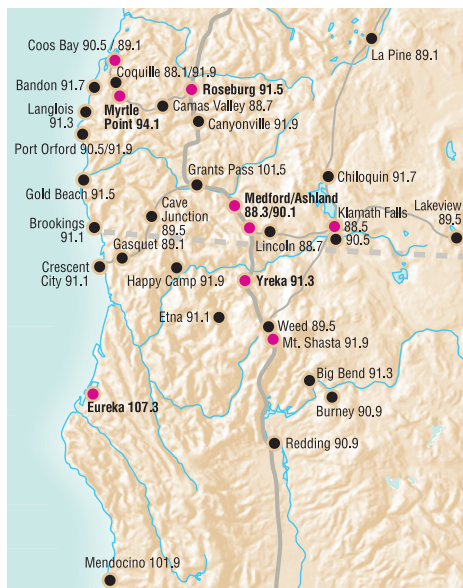 Coos Bay 90.5 / 89.1
La Pine 89.1
Coquille 88.1/91.9
Bandon 91.7
Roseburg 91.5
Langlois
91.3
Myrtle
Point 94.1
Camas Valley 88.7
Canyonville 91.9
Port Orford 90.5/91.9
Grants Pass 101.5
Chiloquin 91.7
Gold Beach 91.5
Cave
Junction
89.5
Medford/Ashland
88.3/90.1
Klamath Falls
88.5
90.5
Lakeview
89.5
Brookings
91.1
Lincoln 88.7
Gasquet 89.1
Crescent
City 91.1
Happy Camp 91.9
Yreka 91.3
Etna 91.1
Weed 89.5
Mt. Shasta 91.9
Big Bend 91.3
Burney 90.9
Eureka 107.3
Redding 90.9
Mendocino 101.9